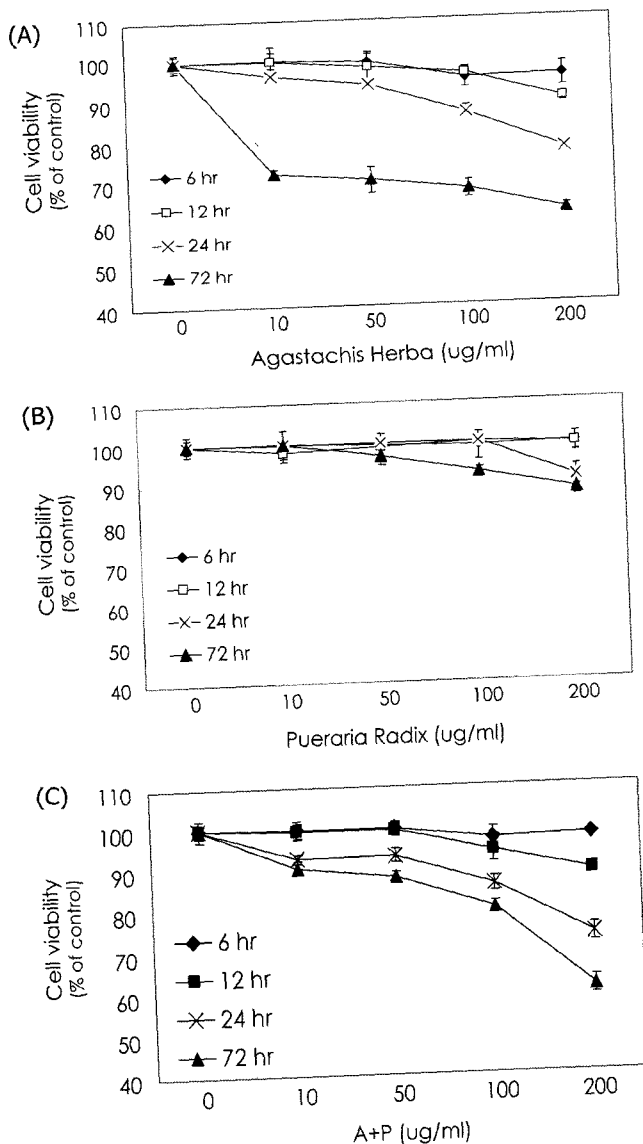 (A)
110
100
90
80
70
60
50
40
Cell viability
(% of control)
6 hr
12 hr
24 hr
72 hr
0 10 50 100 200
Agastachis Herba (ug/ml)
(B)
110
100
90
80
70
60
50
40
Cell viability
(% of control)
6 hr
12 hr
24 hr
72 hr
0 10 50 100 200
Pueraria Radix (ug/ml)
(C)
110
100
90
80
70
60
50
40
Cell viability
(% of control)
6 hr
12 hr
24 hr
72 hr
0 10 50 100 200
A+P (ug/ml)